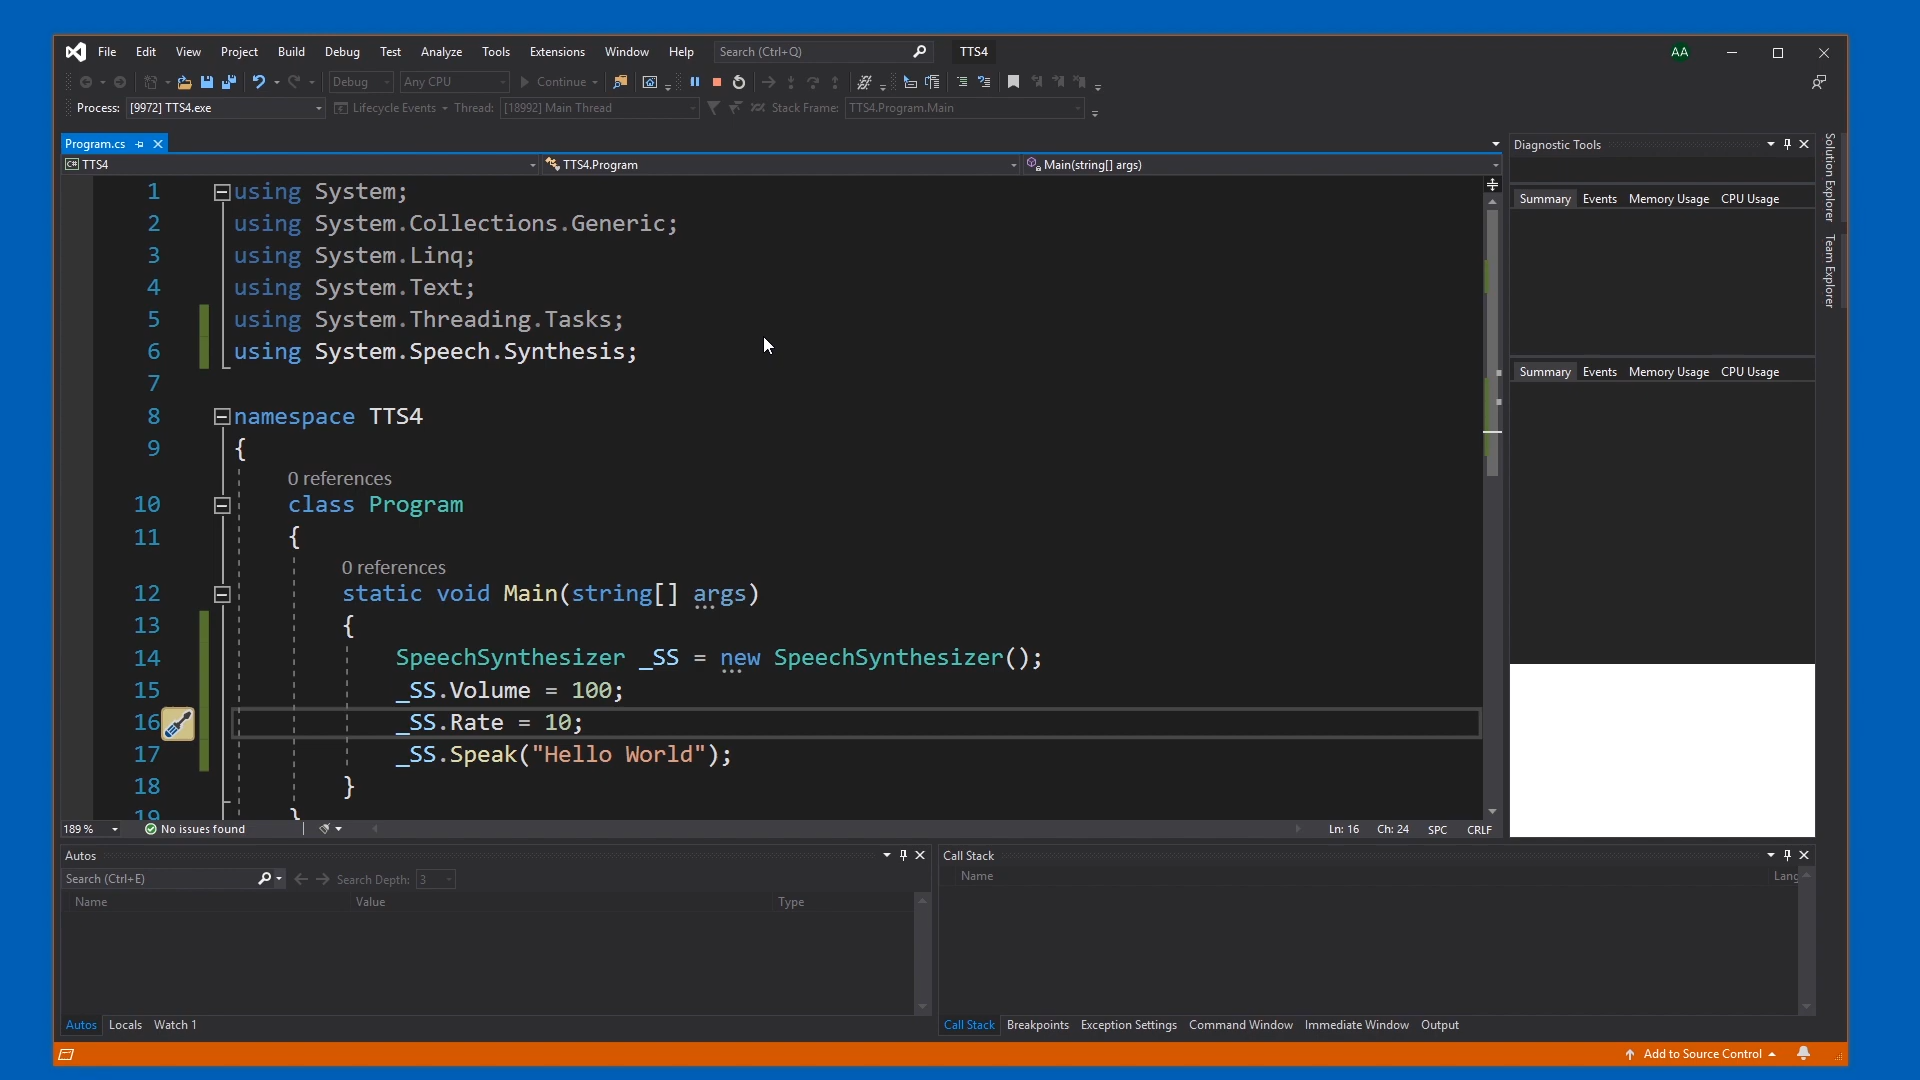 File Edit View Project Build Debug Test Analyze Tools Extensions Window Help Search (Ctrl+Q) TTS4 AA
Debug Any CPU Continue
Process: [9972] TTS4.exe Lifecycle Events Thread: [18992] Main Thread Stack Frame: TTS4.Program.Main
Program.cs
TTS4 TTS4.Program Main(string[] args)
1 using System;
2 using System.Collections.Generic;
3 using System.Linq;
4 using System.Text;
5 using System.Threading.Tasks;
6 using System.Speech.Synthesis;
7
8 namespace TTS4
9 {
0 references
10 class Program
11 {
0 references
12 static void Main(string[] args)
13 {
14 SpeechSynthesizer _SS = new SpeechSynthesizer();
15 _SS.Volume = 100;
16 _SS.Rate = 10;
17 _SS.Speak("Hello World");
18 }
19 }
189 % No issues found Ln: 16 Ch: 24 SPC CRLF
Diagnostic Tools
Summary Events Memory Usage CPU Usage
Summary Events Memory Usage CPU Usage
Solution Explorer
Team Explorer
Autos
Search (Ctrl+E) Search Depth: 3
Name Value Type
Autos Locals Watch 1
Call Stack
Name Lang
Call Stack Breakpoints Exception Settings Command Window Immediate Window Output
Add to Source Control